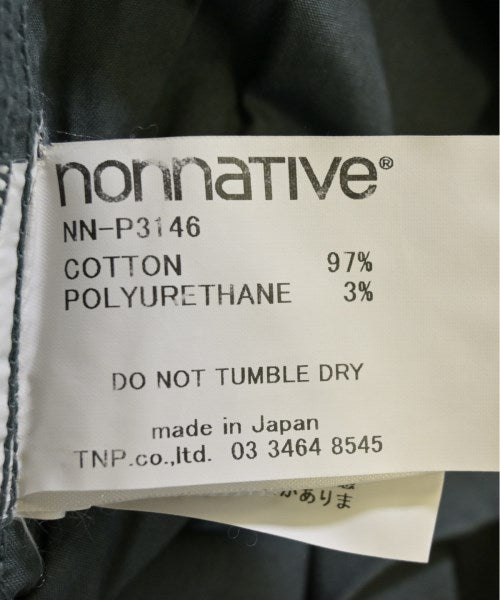 nonnative®
NN-P3146
COTTON 97%
POLYURETHANE 3%
DO NOT TUMBLE DRY
made in Japan
TNP.co.,ltd. 03 3464 8545
がありま